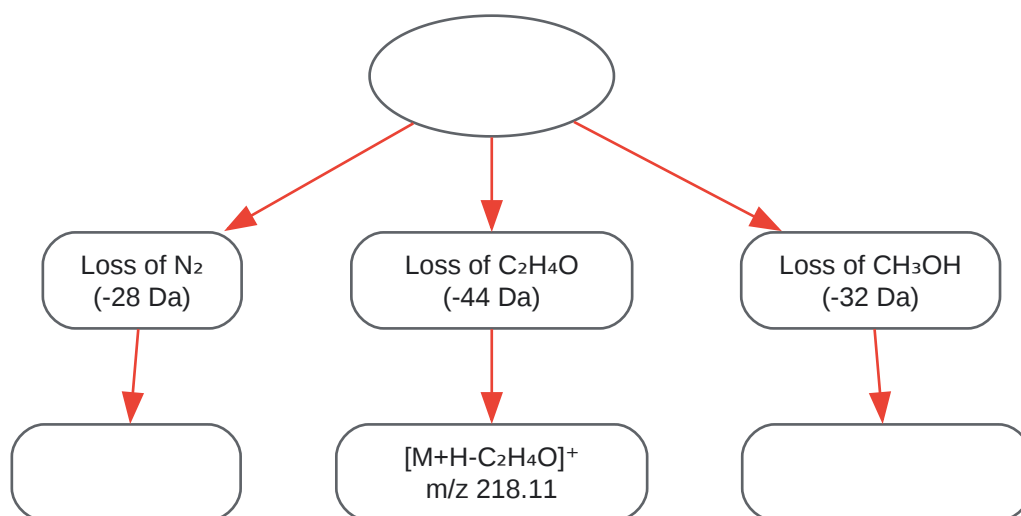 Loss of N₂
(-28 Da)
Loss of C₂H₄O
(-44 Da)
Loss of CH₃OH
(-32 Da)
[M+H-C₂H₄O]⁺
m/z 218.11